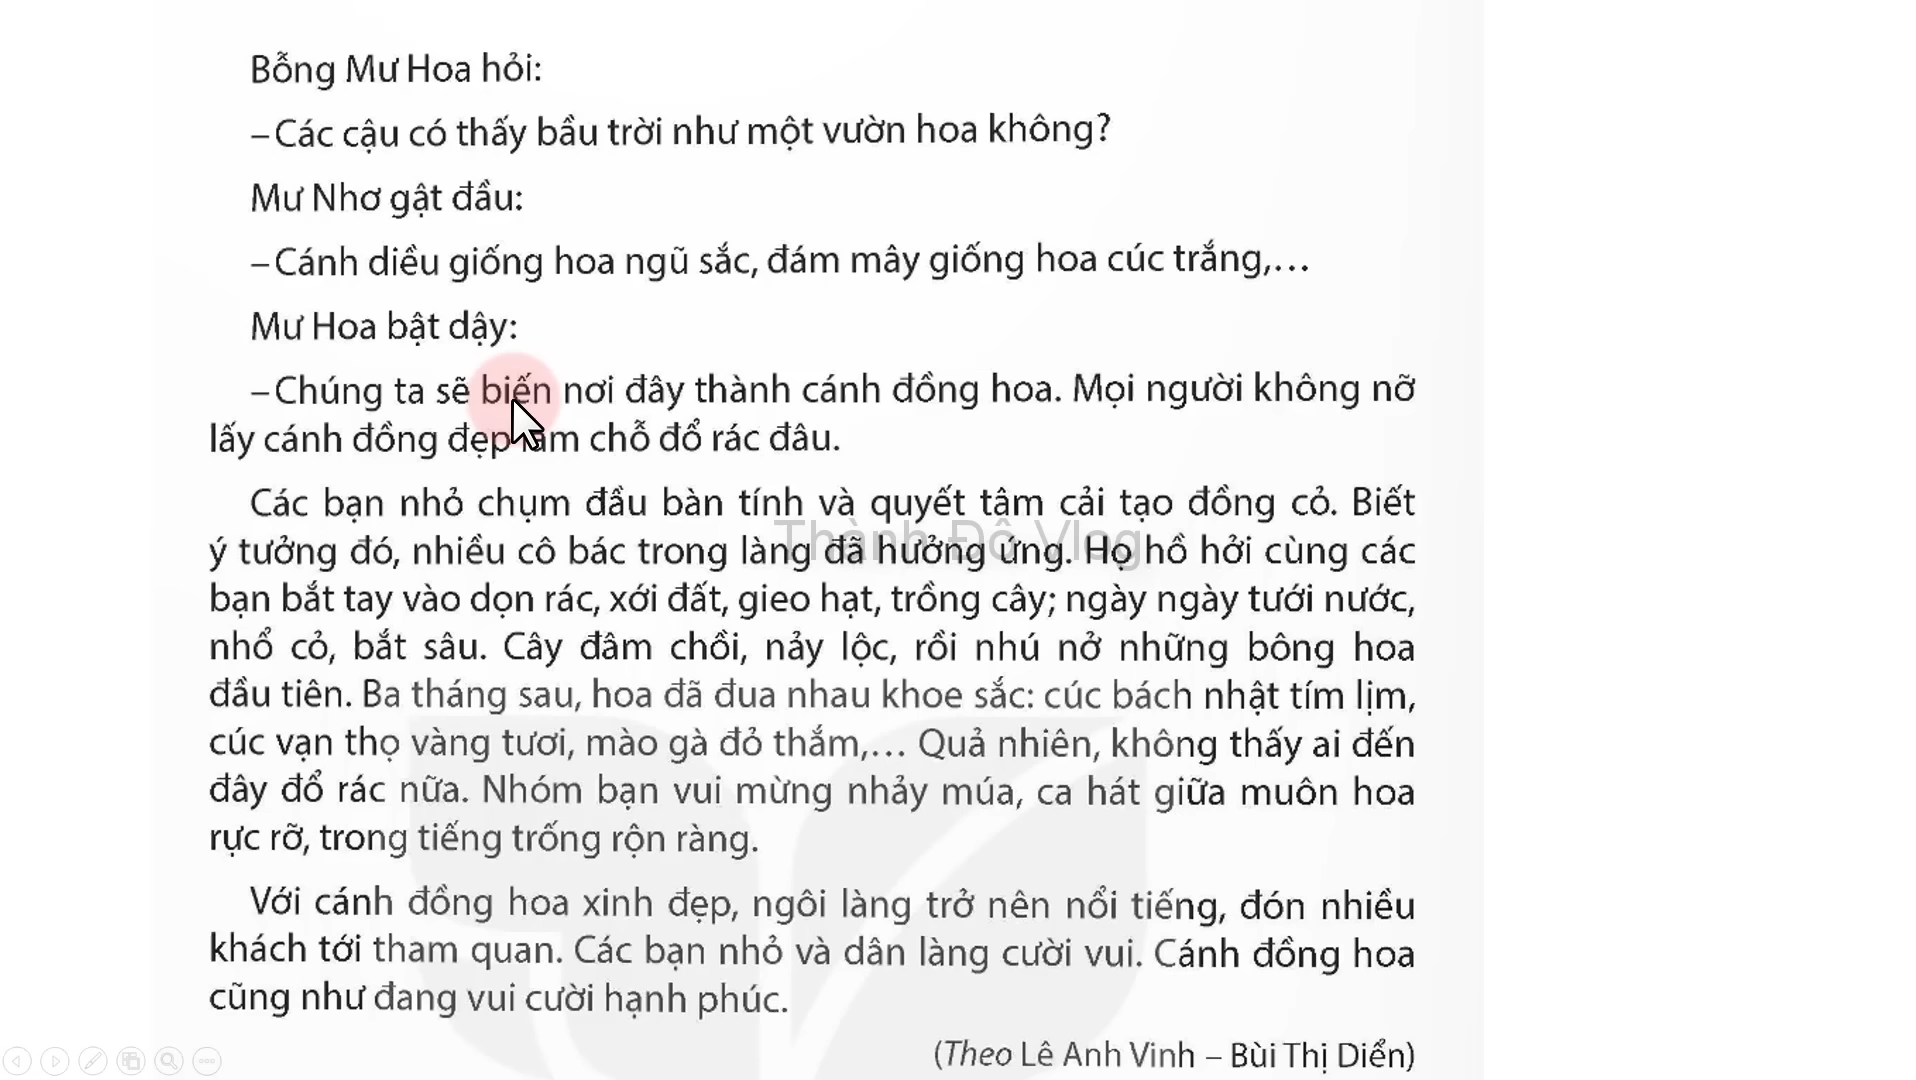 Bỗng Mư Hoa hỏi:
– Các cậu có thấy bầu trời như một vườn hoa không?
Mư Nhơ gật đầu:
– Cánh diều giống hoa ngũ sắc, đám mây giống hoa cúc trắng,...
Mư Hoa bật dậy:
– Chúng ta sẽ biến nơi đây thành cánh đồng hoa. Mọi người không nỡ
lấy cánh đồng đẹp làm chỗ đổ rác đâu.
Các bạn nhỏ chụm đầu bàn tính và quyết tâm cải tạo đồng cỏ. Biết
Thành Đô Vlog
ý tưởng đó, nhiều cô bác trong làng đã hưởng ứng. Họ hồ hởi cùng các
bạn bắt tay vào dọn rác, xới đất, gieo hạt, trồng cây; ngày ngày tưới nước,
nhổ cỏ, bắt sâu. Cây đâm chồi, nảy lộc, rồi nhú nở những bông hoa
đầu tiên. Ba tháng sau, hoa đã đua nhau khoe sắc: cúc bách nhật tím lịm,
cúc vạn thọ vàng tươi, mào gà đỏ thắm,... Quả nhiên, không thấy ai đến
đây đổ rác nữa. Nhóm bạn vui mừng nhảy múa, ca hát giữa muôn hoa
rực rỡ, trong tiếng trống rộn ràng.
Với cánh đồng hoa xinh đẹp, ngôi làng trở nên nổi tiếng, đón nhiều
khách tới tham quan. Các bạn nhỏ và dân làng cười vui. Cánh đồng hoa
cũng như đang vui cười hạnh phúc.
(Theo Lê Anh Vinh – Bùi Thị Diển)